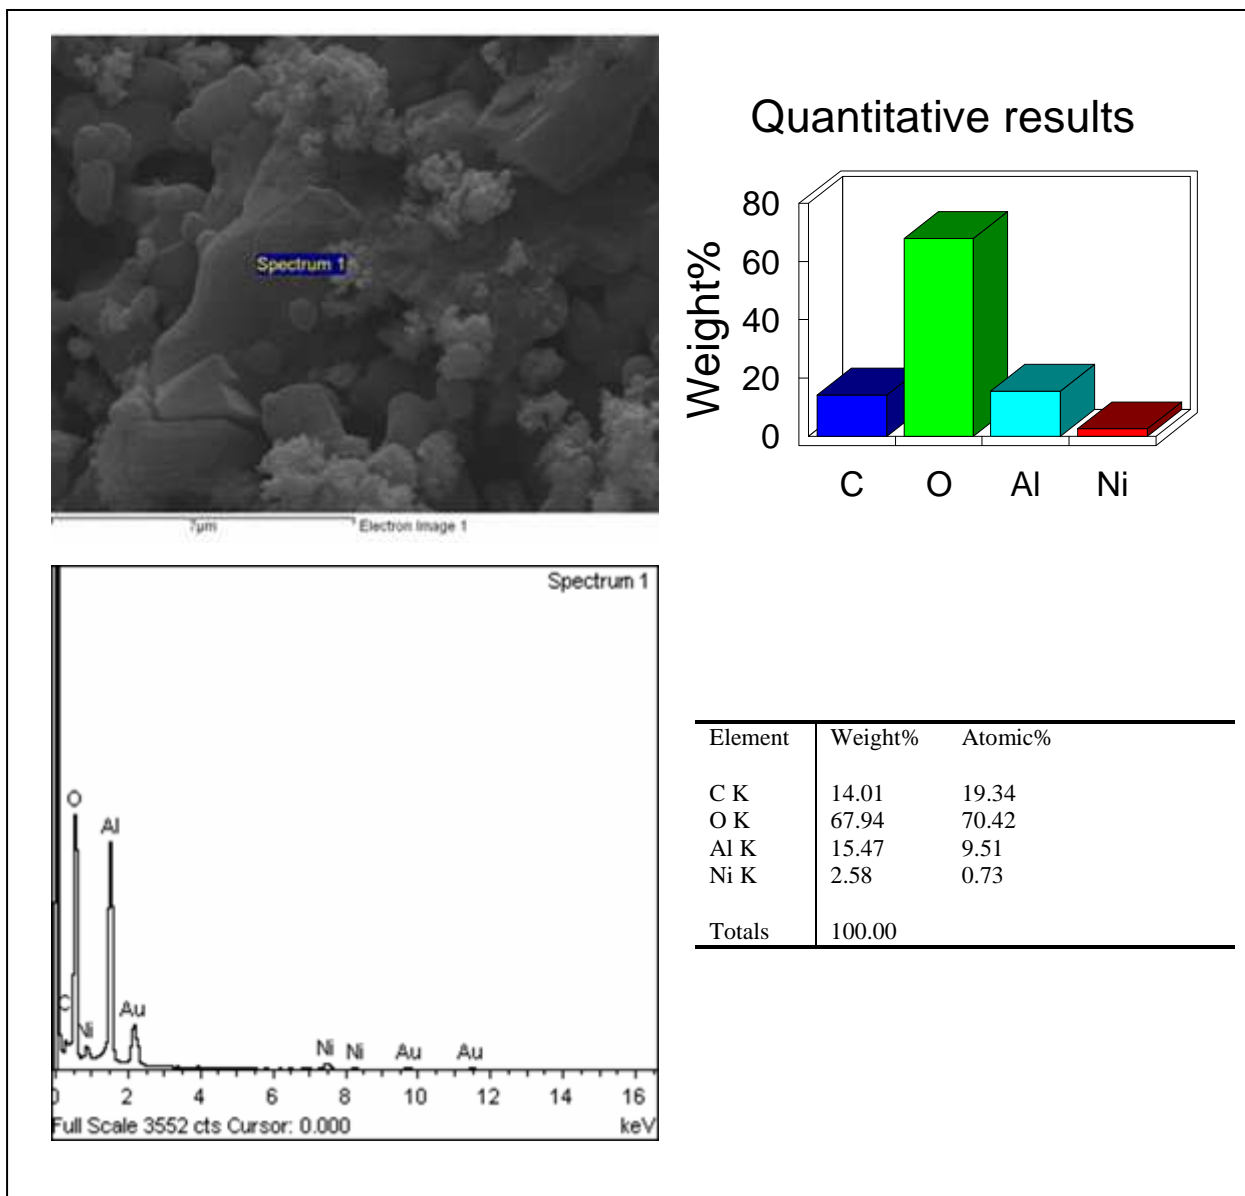 Spectrum 1
7µm
Electron Image 1
Quantitative results
Weight%
80
60
40
20
0
C O Al Ni
Spectrum 1
O
Al
C
Ni
Au
Ni Ni Au Au
0 2 4 6 8 10 12 14 16
Full Scale 3552 cts Cursor: 0.000 keV
Element Weight% Atomic%
C K 14.01 19.34
O K 67.94 70.42
Al K 15.47 9.51
Ni K 2.58 0.73
Totals 100.00